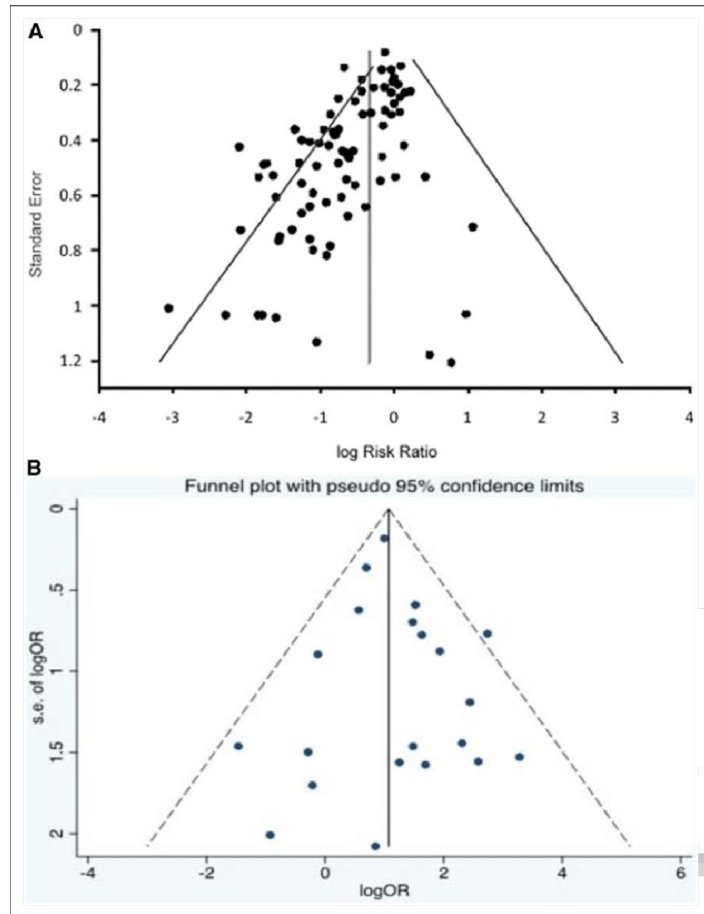 A
0
0.2
0.4
0.6
0.8
1
1.2
Standard Error
-4 -3 -2 -1 0 1 2 3 4
log Risk Ratio
B
Funnel plot with pseudo 95% confidence limits
0
.5
1
1.5
2
s.e. of logOR
-4 -2 0 2 4 6
logOR